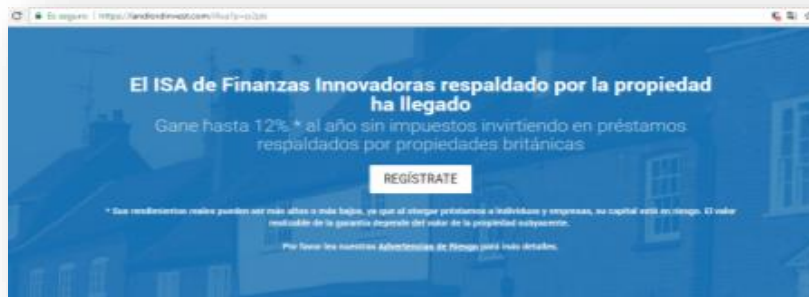 Es seguro | https://landlordinvest.com/
El ISA de Finanzas Innovadoras respaldado por la propiedad
ha llegado
Gane hasta 12% * al año sin impuestos invirtiendo en préstamos
respaldados por propiedades británicas
REGÍSTRATE
* Sus rendimientos reales pueden ser más altos o más bajos, ya que al otorgar préstamos a individuos y empresas, su capital está en riesgo. El valor
realizable de la garantía depende del valor de la propiedad subyacente.
Por favor lea nuestras Advertencias de Riesgo para más detalles.